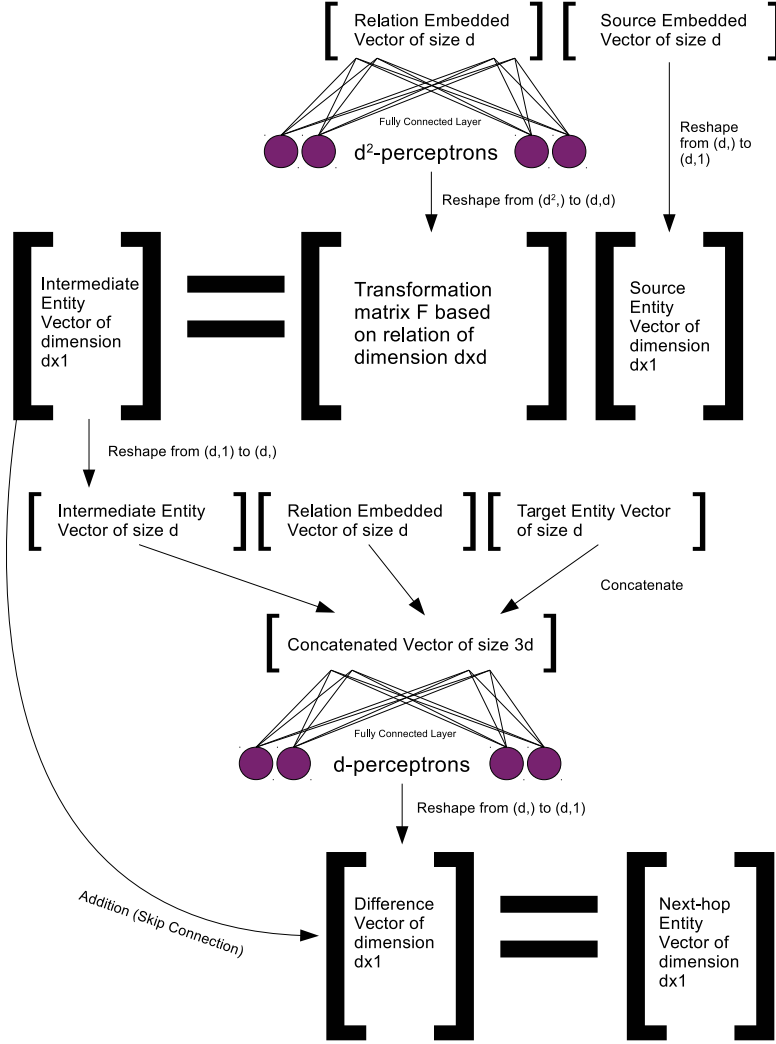 Relation Embedded
Vector of size d
Source Embedded
Vector of size d
Fully Connected Layer
d²-perceptrons
Reshape
from (d,) to
(d,1)
Reshape from (d²,) to (d,d)
Intermediate
Entity
Vector of
dimension
dx1
Transformation
matrix F based
on relation of
dimension dxd
Source
Entity
Vector of
dimension
dx1
Reshape from (d,1) to (d,)
Intermediate Entity
Vector of size d
Relation Embedded
Vector of size d
Target Entity Vector
of size d
Concatenate
Concatenated Vector of size 3d
Fully Connected Layer
d-perceptrons
Reshape from (d,) to (d,1)
Addition (Skip Connection)
Difference
Vector of
dimension
dx1
Next-hop
Entity
Vector of
dimension
dx1